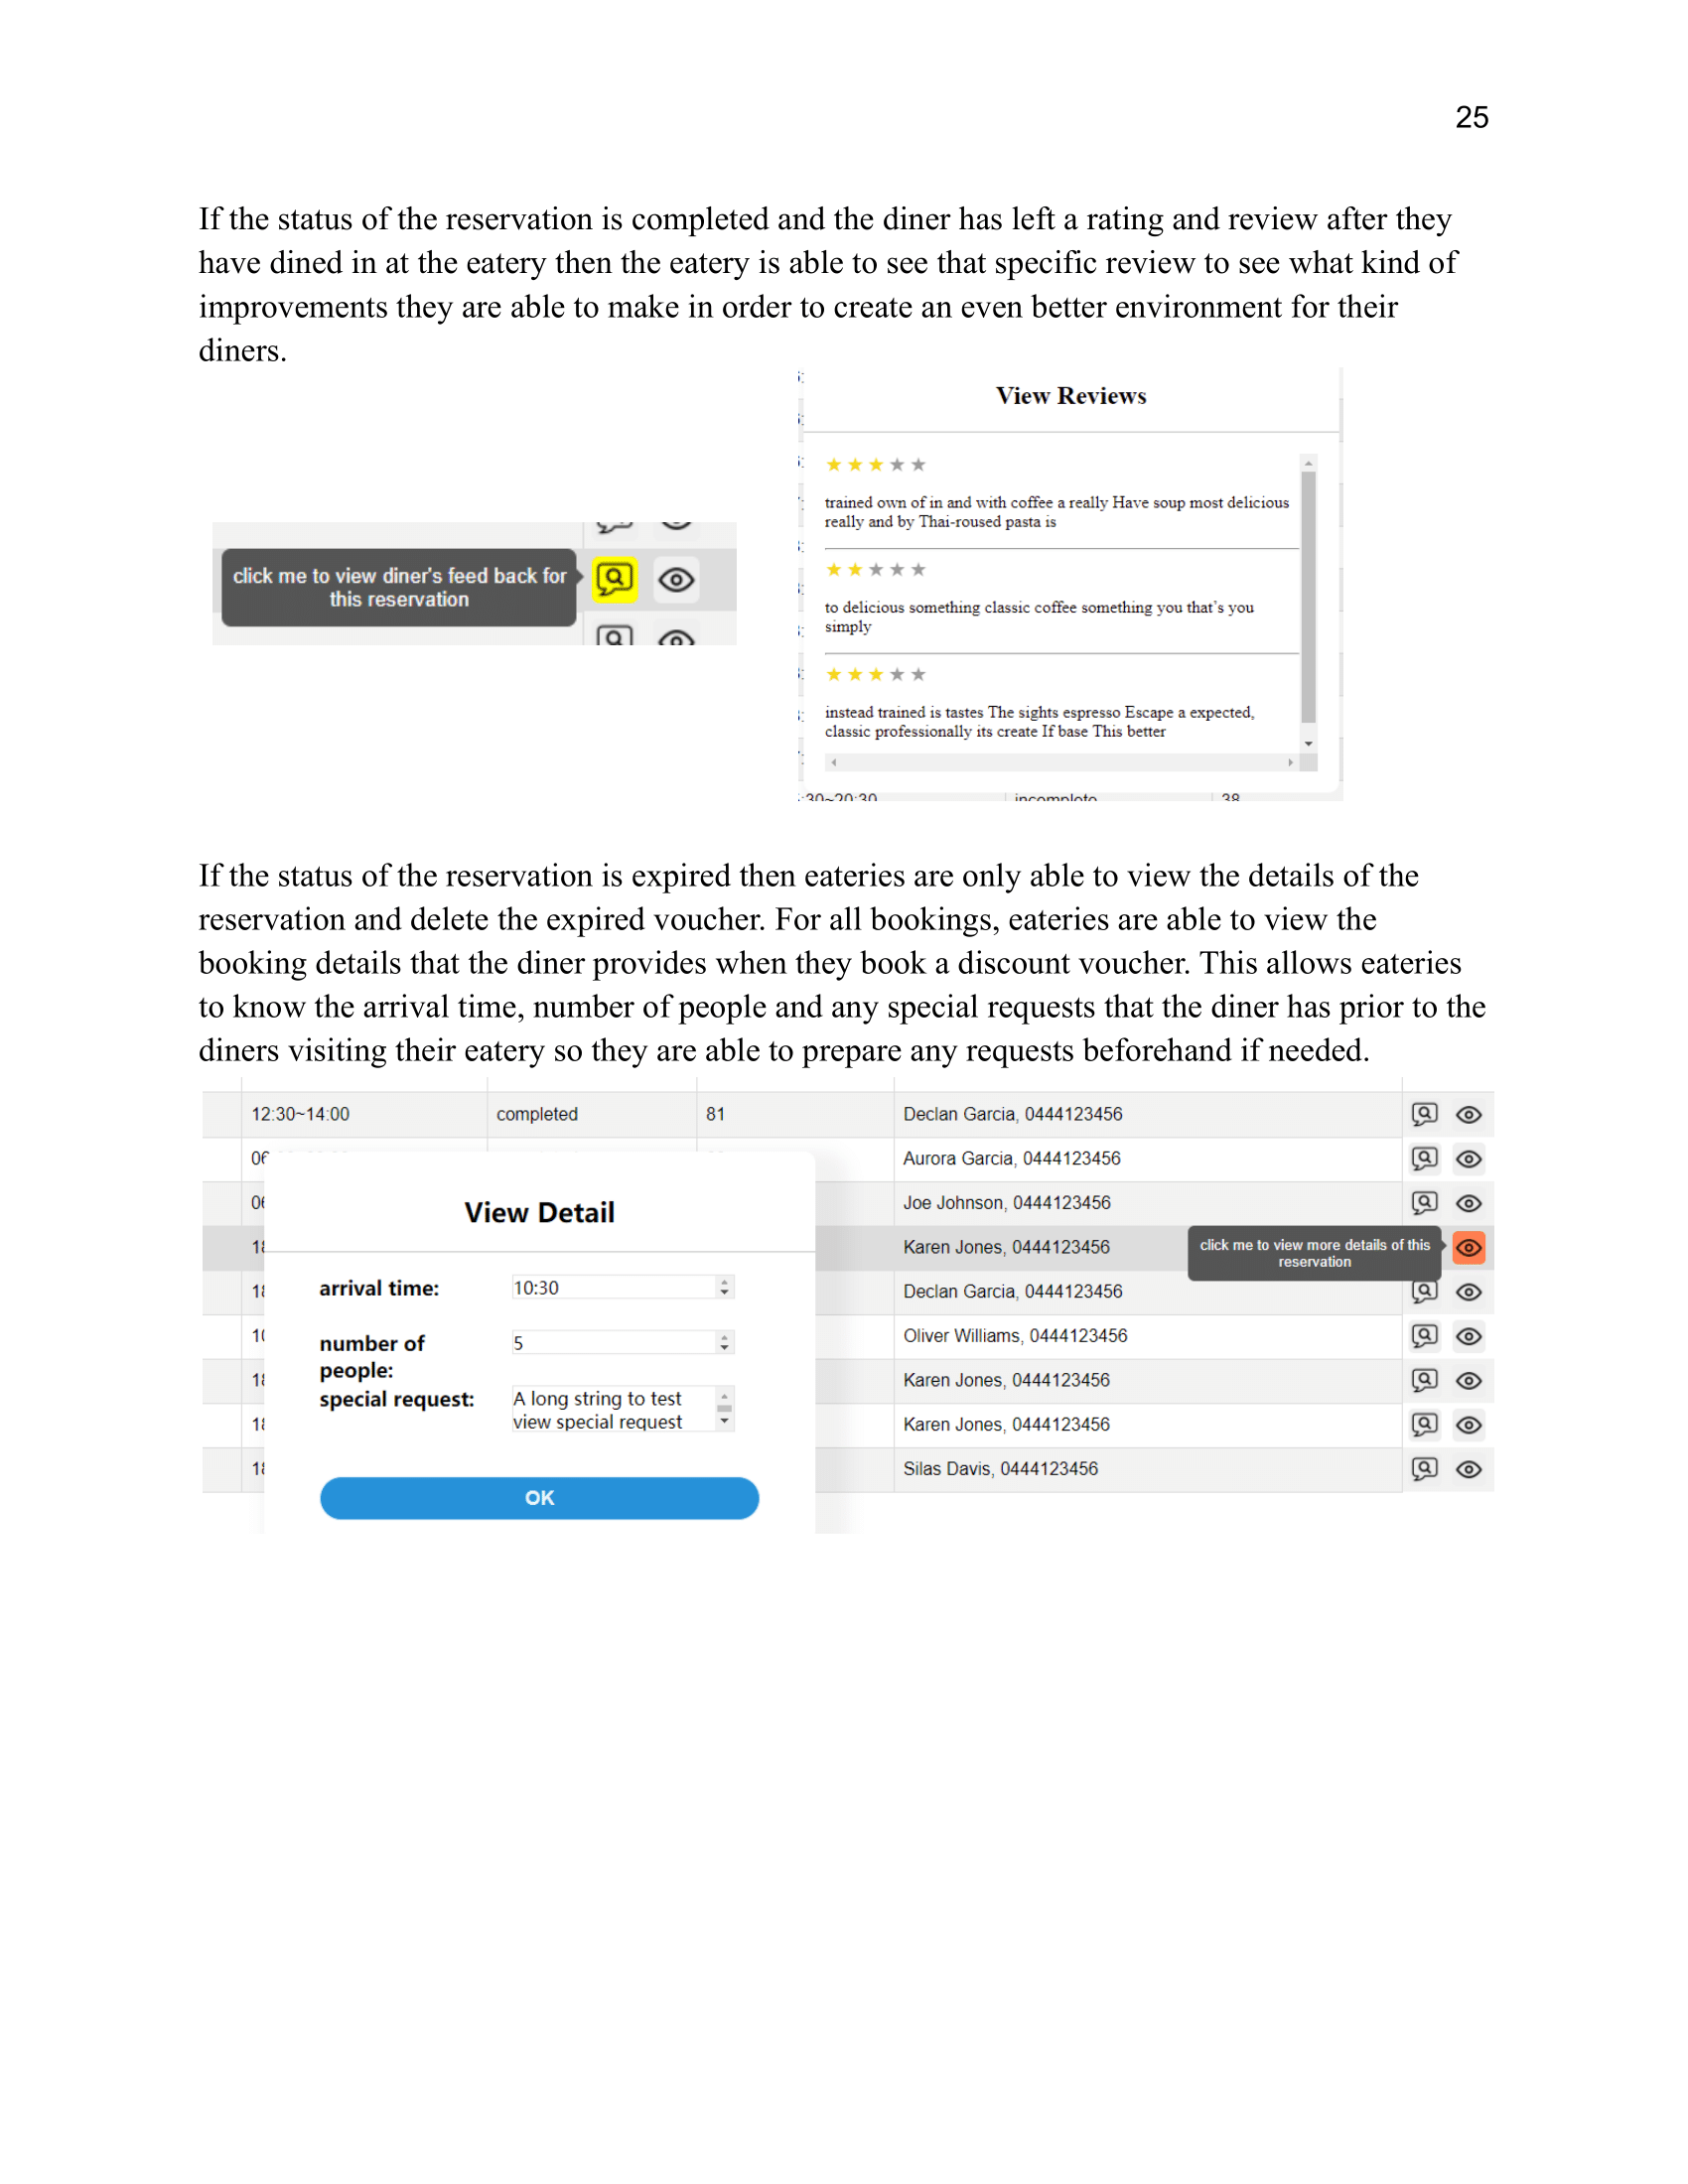 25
If the status of the reservation is completed and the diner has left a rating and review after they
have dined in at the eatery then the eatery is able to see that specific review to see what kind of
improvements they are able to make in order to create an even better environment for their
diners.
click me to view diner's feed back for
this reservation
View Reviews
trained own of in and with coffee a really Have soup most delicious
really and by Thai-roused pasta is
to delicious something classic coffee something you that's you
simply
instead trained is tastes The sights espresso Escape a expected,
classic professionally its create If base This better
:30~20:30 incomplete 38
If the status of the reservation is expired then eateries are only able to view the details of the
reservation and delete the expired voucher. For all bookings, eateries are able to view the
booking details that the diner provides when they book a discount voucher. This allows eateries
to know the arrival time, number of people and any special requests that the diner has prior to the
diners visiting their eatery so they are able to prepare any requests beforehand if needed.
12:30~14:00 completed 81 Declan Garcia, 0444123456
06 Aurora Garcia, 0444123456
06 Joe Johnson, 0444123456
18 Karen Jones, 0444123456
click me to view more details of this
reservation
18 Declan Garcia, 0444123456
10 Oliver Williams, 0444123456
18 Karen Jones, 0444123456
18 Karen Jones, 0444123456
18 Silas Davis, 0444123456
View Detail
arrival time: 10:30
number of 5
people:
special request: A long string to test
view special request
OK